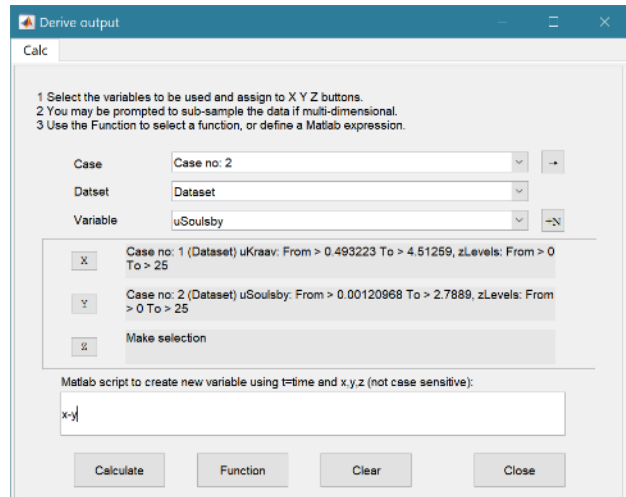 Derive output
Calc
1 Select the variables to be used and assign to X Y Z buttons.
2 You may be prompted to sub-sample the data if multi-dimensional.
3 Use the Function to select a function, or define a Matlab expression.
Case Case no: 2 →
Datset Dataset
Variable uSoulsby ÷N
X Case no: 1 (Dataset) uKraav: From > 0.493223 To > 4.51259, zLevels: From > 0
To > 25
Y Case no: 2 (Dataset) uSoulsby: From > 0.00120968 To > 2.7889, zLevels: From
> 0 To > 25
Z Make selection
Matlab script to create new variable using t=time and x,y,z (not case sensitive):
x-y
Calculate Function Clear Close